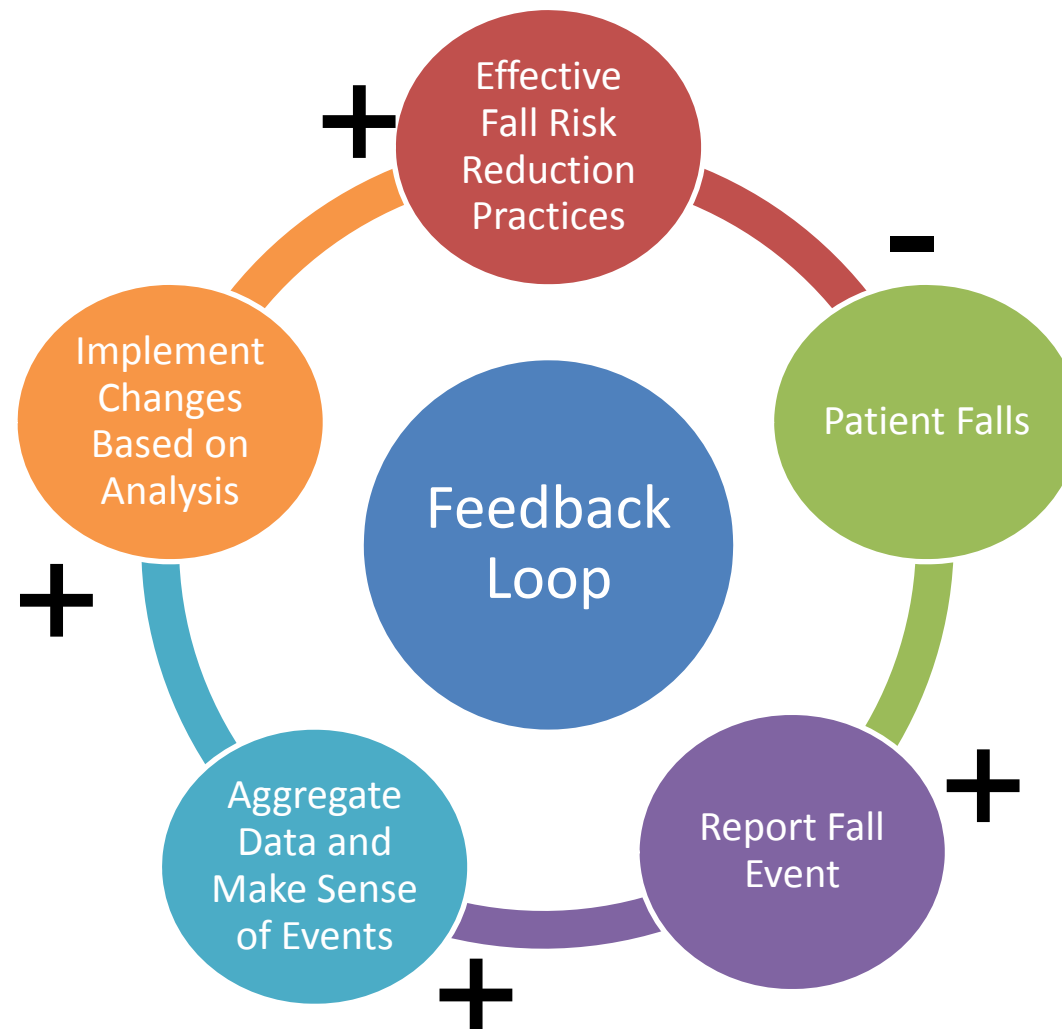 Effective
Fall Risk
Reduction
Practices
+
-
Implement
Changes
Based on
Analysis
Patient Falls
Feedback
Loop
+
+
Aggregate
Data and
Make Sense
of Events
Report Fall
Event
+